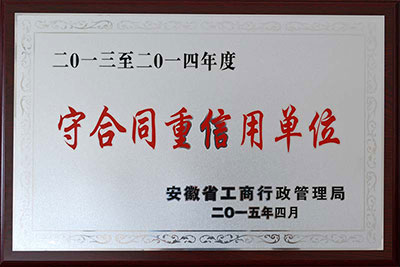 二〇一三至二〇一四年度
守合同重信用单位
安徽省工商行政管理局
二〇一五年四月